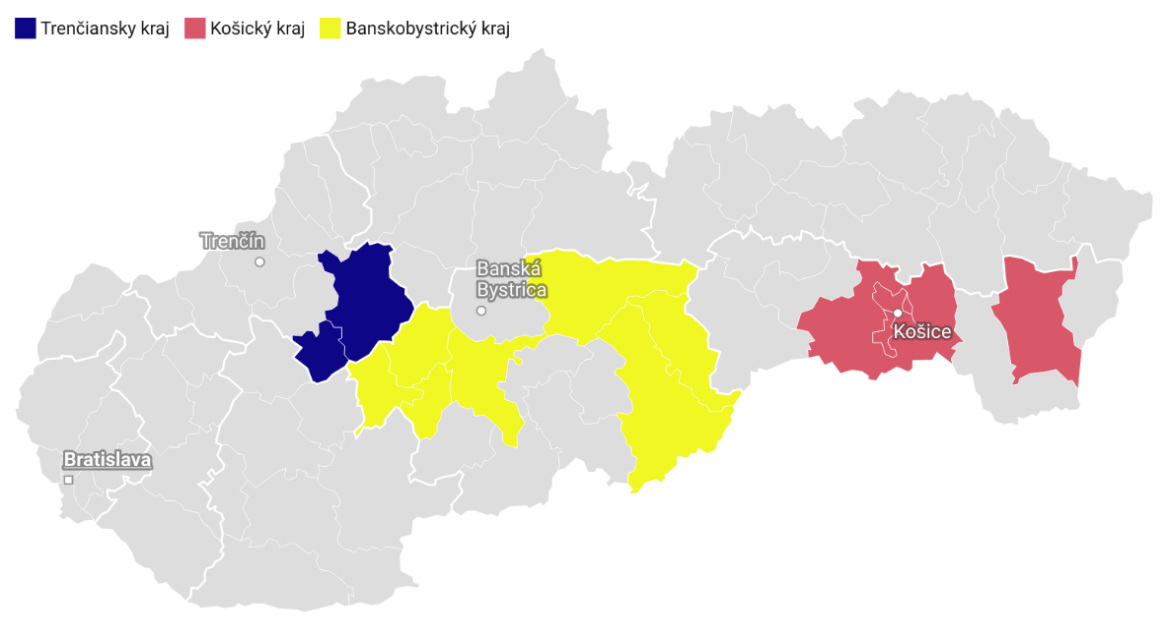 Trenčiansky kraj Košický kraj Banskobystrický kraj
Trenčín
Banská
Bystrica
Košice
Bratislava